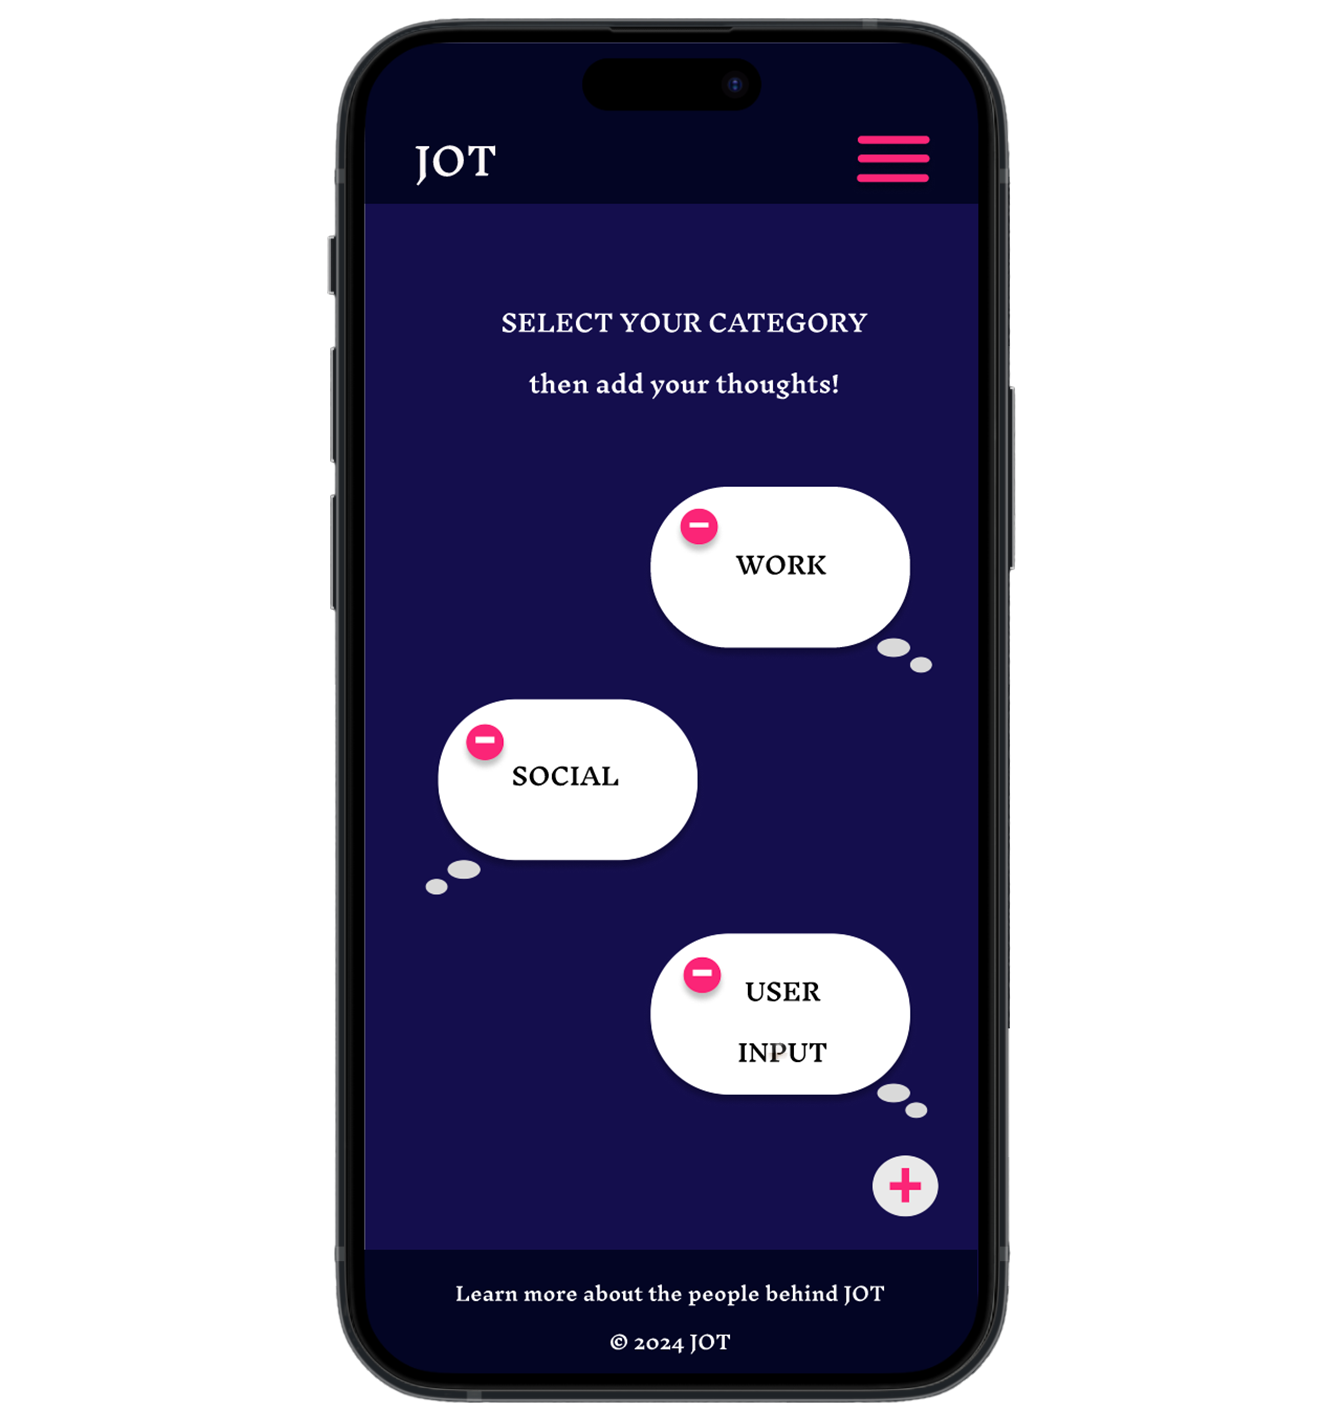 JOT
SELECT YOUR CATEGORY
then add your thoughts!
WORK
SOCIAL
USER
INPUT
Learn more about the people behind JOT
© 2024 JOT